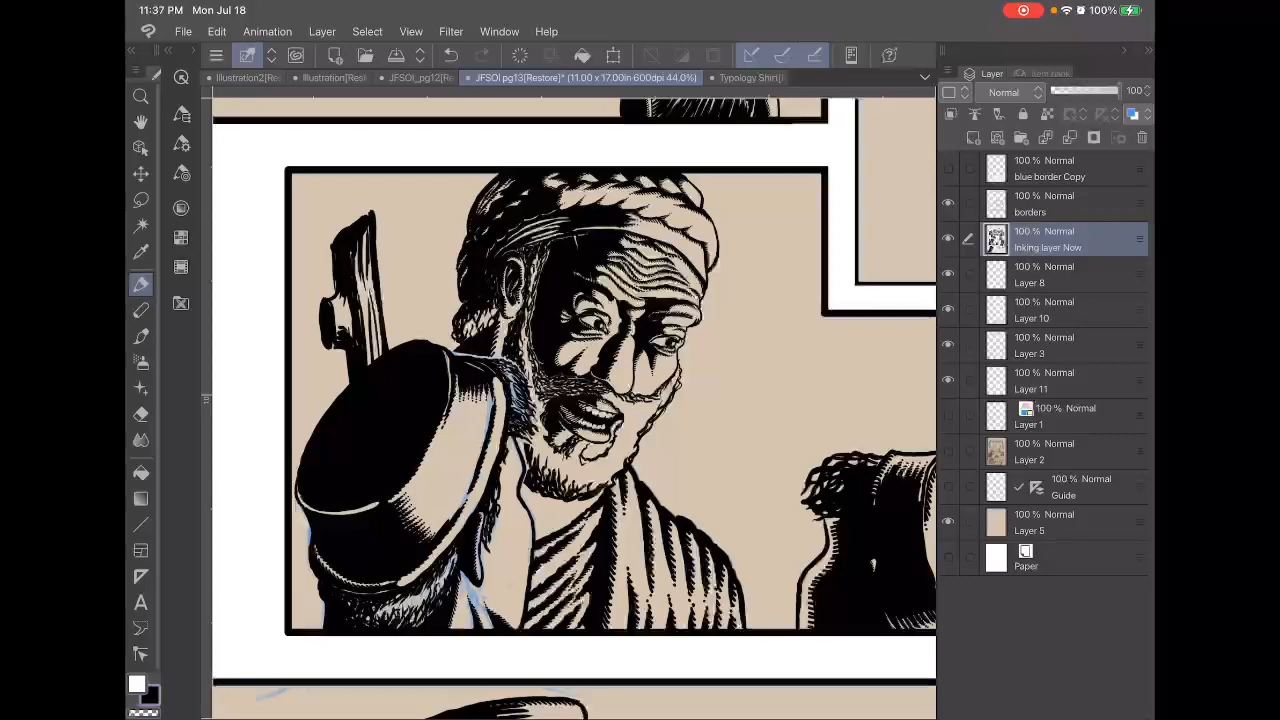 11:37 PM Mon Jul 18
100%
File Edit Animation Layer Select View Filter Window Help
Illustration2[Re
Illustration[Rest
JFSOI_pg12[R
JFSOI pg13[Restore]* (11.00 x 17.00in 600dpi 44.0%)
Typology Shirt[
Layer
Normal
100
100 % Normal
blue border Copy
100 % Normal
borders
100 % Normal
Inking layer Now
100 % Normal
Layer 8
100 % Normal
Layer 10
100 % Normal
Layer 3
100 % Normal
Layer 11
100 % Normal
Layer 1
100 % Normal
Layer 2
100 % Normal
Guide
100 % Normal
Layer 5
Paper
A